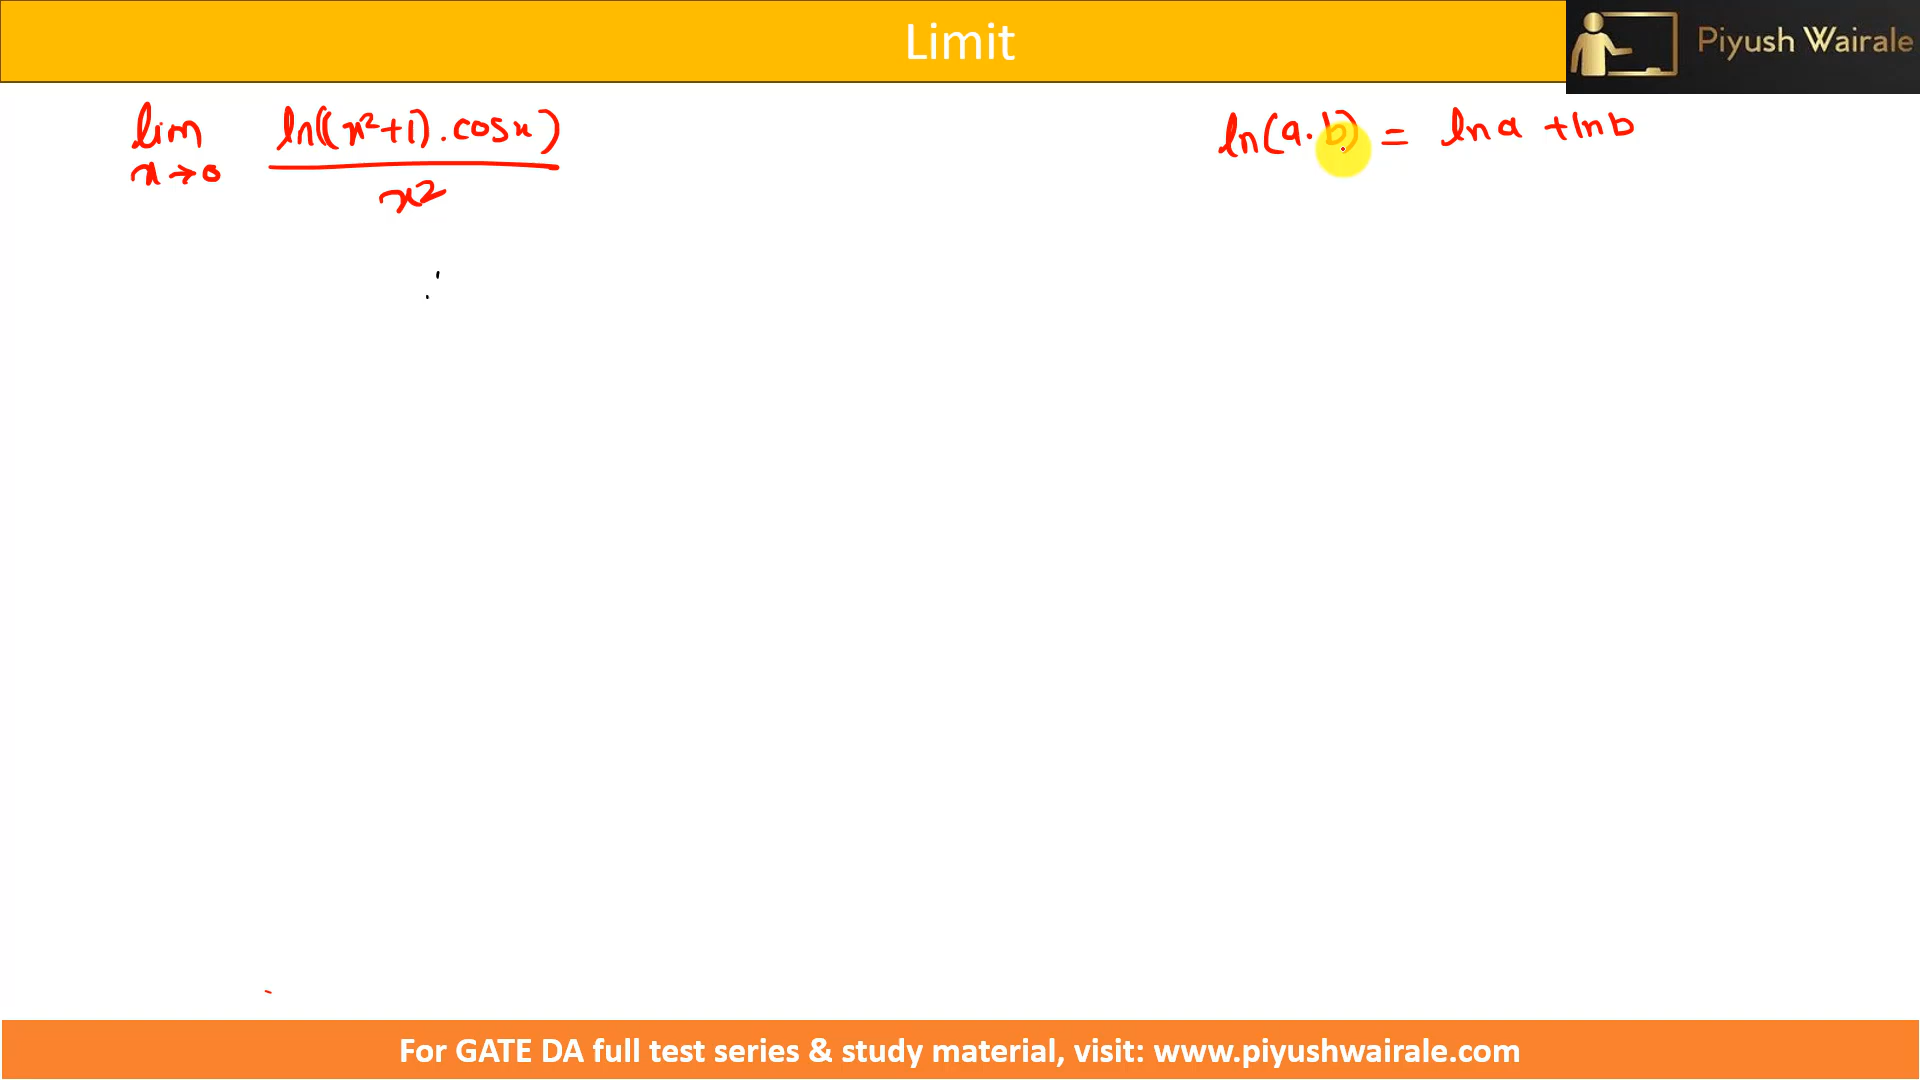 Limit
Piyush Wairale
lim x→0 ln((x²+1).cosx) / x²
ln(a.b) = lna + lnb
For GATE DA full test series & study material, visit: www.piyushwairale.com